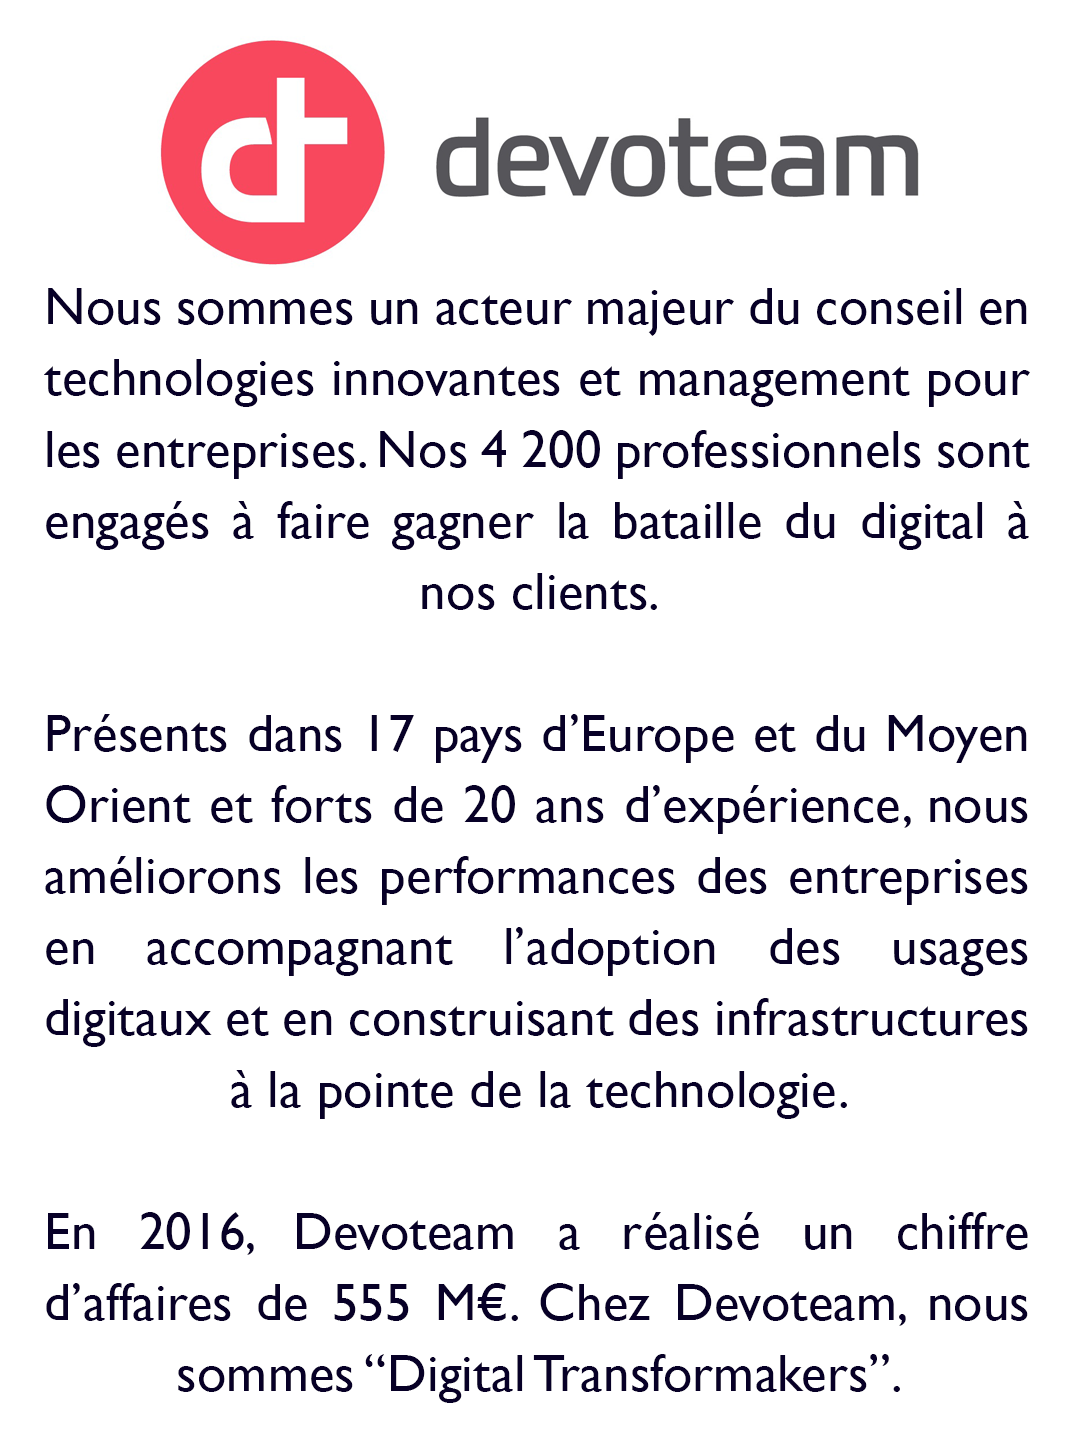 dt devoteam
Nous sommes un acteur majeur du conseil en
technologies innovantes et management pour
les entreprises. Nos 4 200 professionnels sont
engagés à faire gagner la bataille du digital à
nos clients.
Présents dans 17 pays d’Europe et du Moyen
Orient et forts de 20 ans d’expérience, nous
améliorons les performances des entreprises
en accompagnant l’adoption des usages
digitaux et en construisant des infrastructures
à la pointe de la technologie.
En 2016, Devoteam a réalisé un chiffre
d’affaires de 555 M€. Chez Devoteam, nous
sommes “Digital Transformakers”.